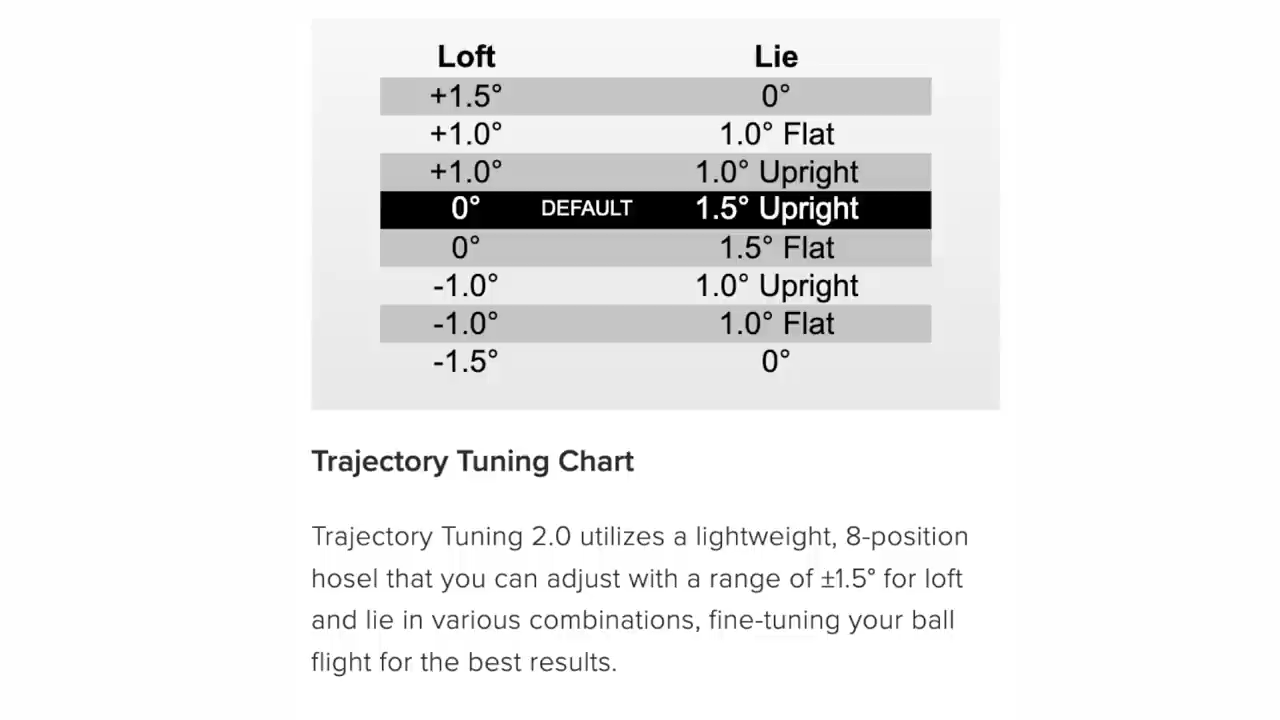 Loft Lie
+1.5° 0°
+1.0° 1.0° Flat
+1.0° 1.0° Upright
0° DEFAULT 1.5° Upright
0° 1.5° Flat
-1.0° 1.0° Upright
-1.0° 1.0° Flat
-1.5° 0°
Trajectory Tuning Chart
Trajectory Tuning 2.0 utilizes a lightweight, 8-position
hosel that you can adjust with a range of ±1.5° for loft
and lie in various combinations, fine-tuning your ball
flight for the best results.